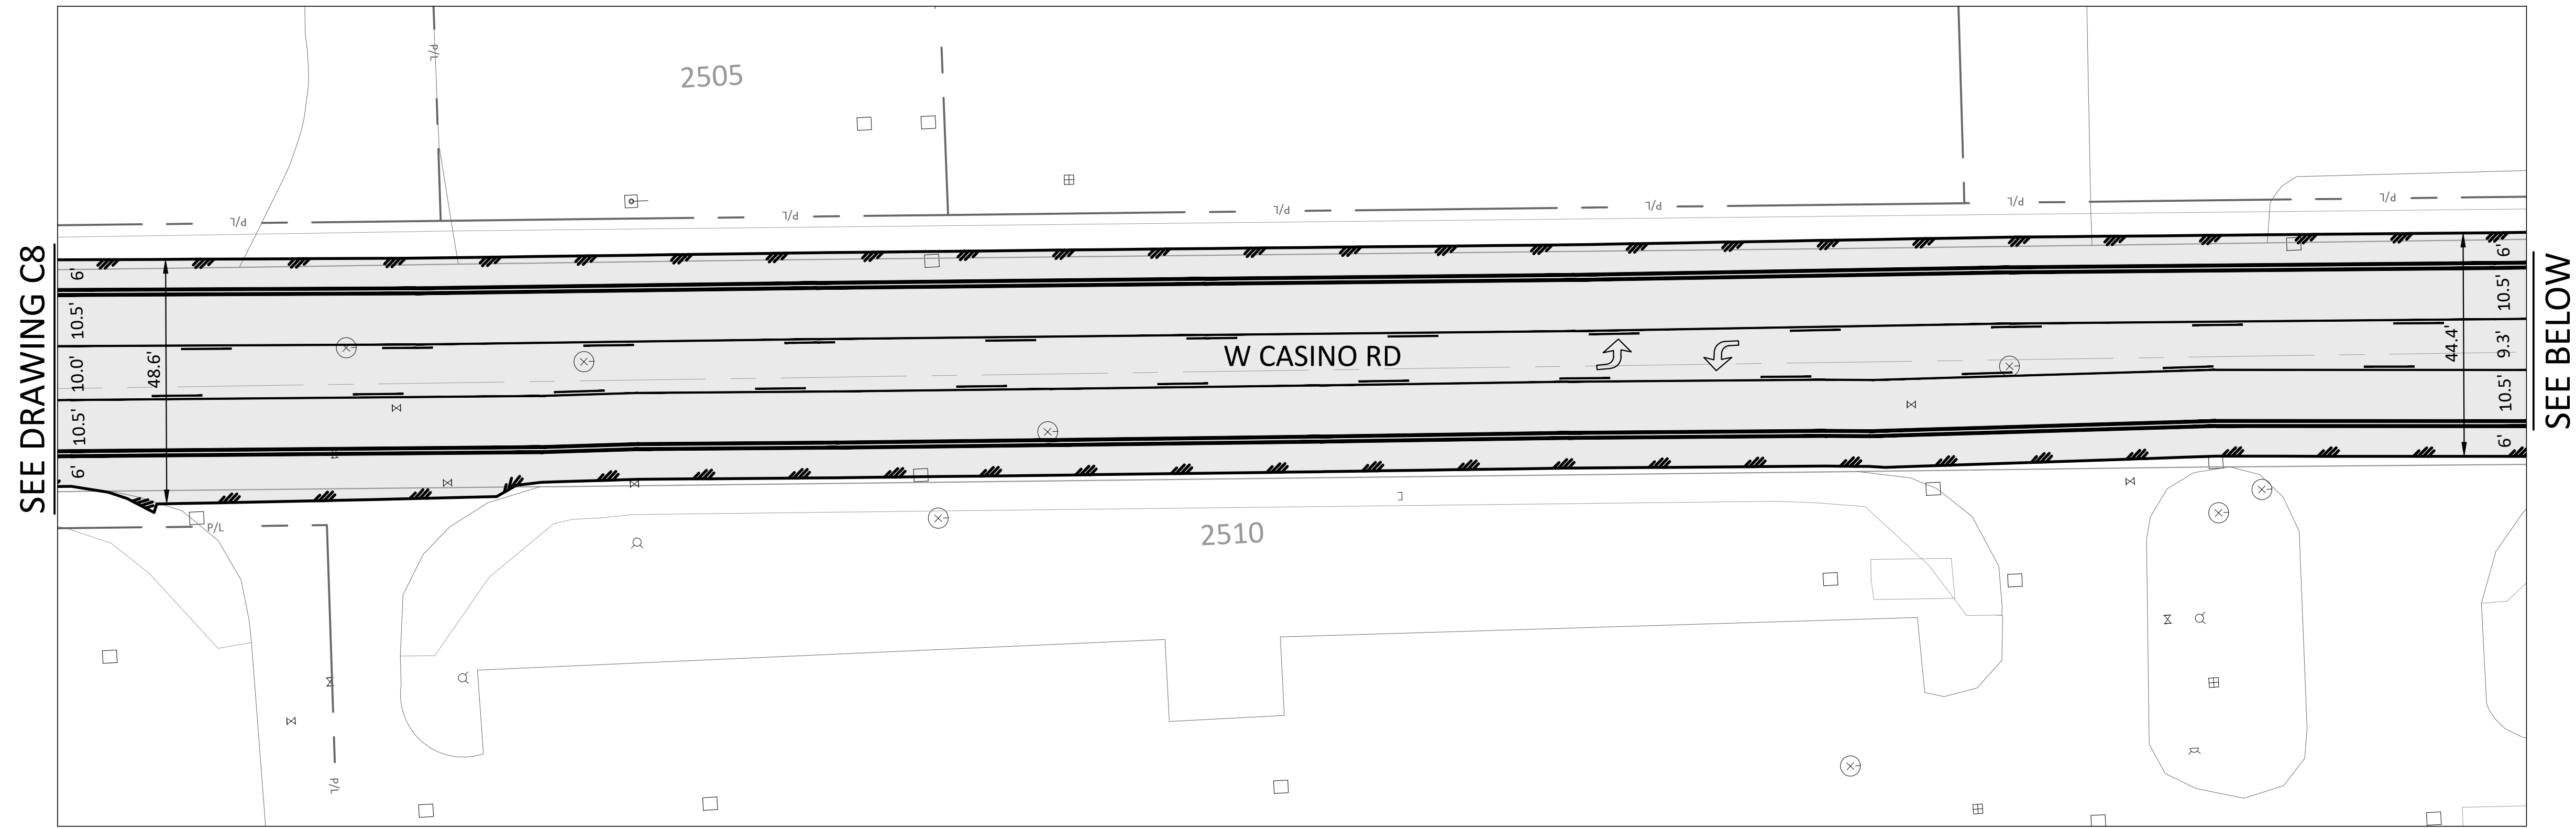 P/L
2505
P/L
P/L
P/L
P/L
P/L
P/L
SEE DRAWING C8
6'
10.5'
10.0'
10.5'
6'
48.6'
W CASINO RD
44.4'
6'
10.5'
9.3'
10.5'
6'
SEE BELOW
P/L
2510
P/L